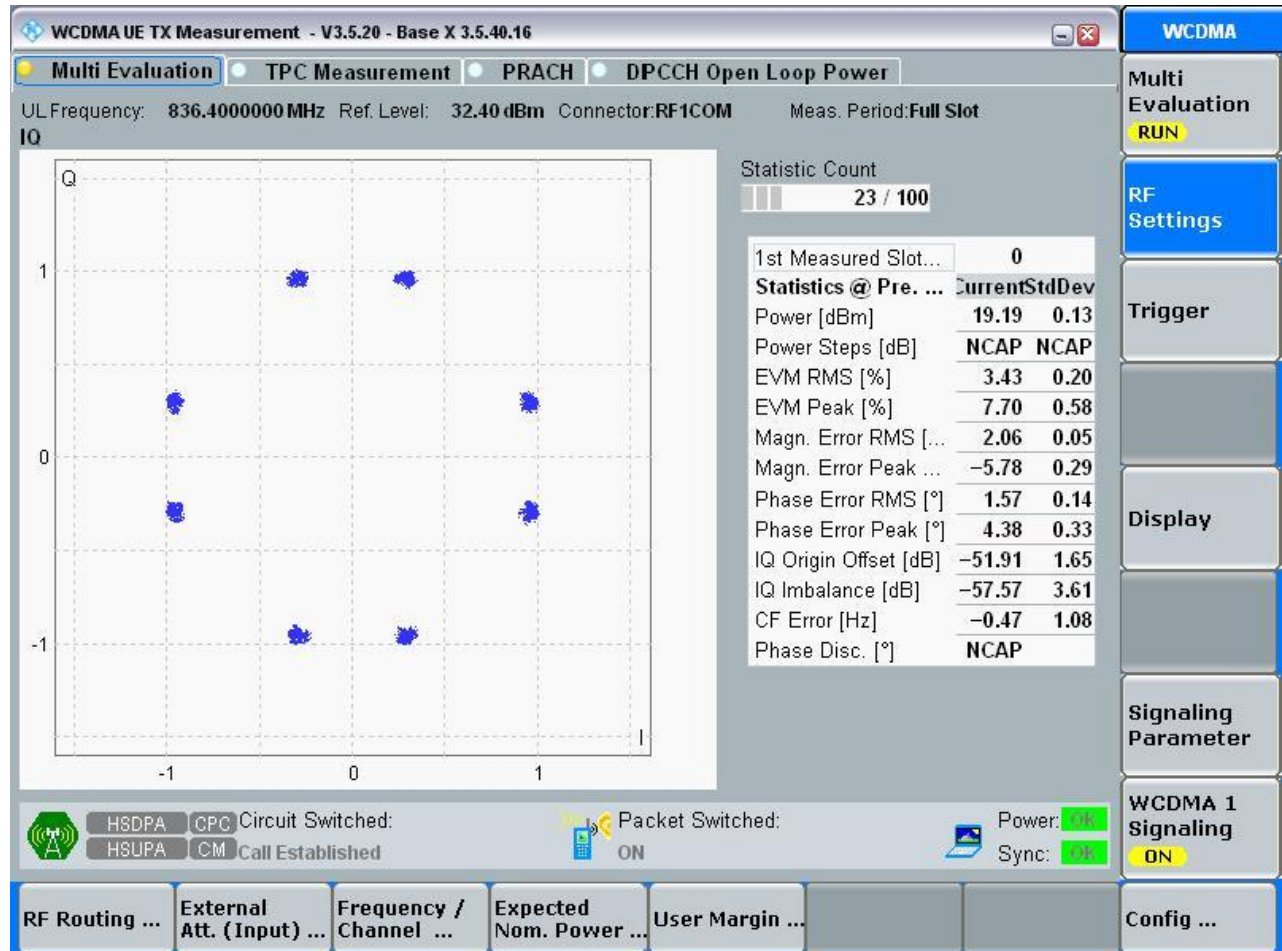 WCDMA UE TX Measurement - V3.5.20 - Base X 3.5.40.16
WCDMA
Multi Evaluation TPC Measurement PRACH DPCCH Open Loop Power
UL Frequency: 836.4000000 MHz Ref. Level: 32.40 dBm Connector:RF1COM Meas. Period:Full Slot
IQ
Q
1
0
-1
-1 0 1
I
Statistic Count
23 / 100
1st Measured Slot... 0
Statistics @ Pre. ... Current StdDev
Power [dBm] 19.19 0.13
Power Steps [dB] NCAP NCAP
EVM RMS [%] 3.43 0.20
EVM Peak [%] 7.70 0.58
Magn. Error RMS [... 2.06 0.05
Magn. Error Peak ... −5.78 0.29
Phase Error RMS [°] 1.57 0.14
Phase Error Peak [°] 4.38 0.33
IQ Origin Offset [dB] −51.91 1.65
IQ Imbalance [dB] −57.57 3.61
CF Error [Hz] −0.47 1.08
Phase Disc. [°] NCAP
Multi
Evaluation
RUN
RF
Settings
Trigger
Display
Signaling
Parameter
WCDMA 1
Signaling
ON
HSDPA CPC Circuit Switched:
HSUPA CM Call Established
Packet Switched:
ON
Power: OK
Sync: OK
RF Routing ...
External
Att. (Input) ...
Frequency /
Channel ...
Expected
Nom. Power ...
User Margin ...
Config ...